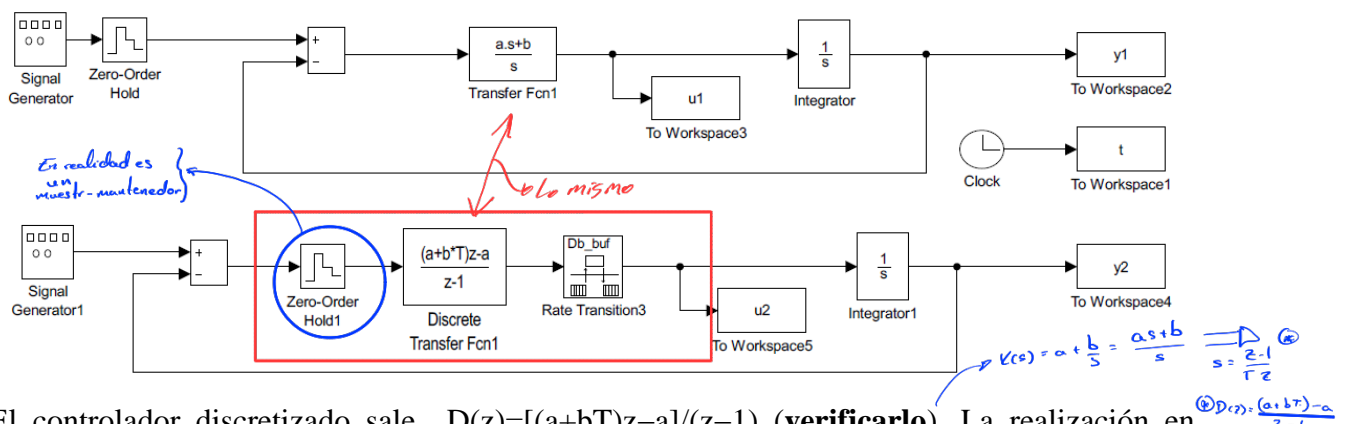 Signal
Generator
Zero-Order
Hold
+
−
a.s+b
s
Transfer Fcn1
u1
To Workspace3
1
s
Integrator
y1
To Workspace2
Clock
t
To Workspace1
En realidad es
un
muestr-mantenedor
Lo mismo
Signal
Generator1
+
−
Zero-Order
Hold1
(a+b*T)z-a
z-1
Discrete
Transfer Fcn1
Db_buf
Rate Transition3
u2
To Workspace5
1
s
Integrator1
y2
To Workspace4
K(s) = a + b/s = as+b/s ⇒ s = z-1/Tz (*)
El controlador discretizado sale D(z)=[(a+bT)z−a]/(z−1) (verificarlo). La realización en
(*) D(z) = (a+bT)-a